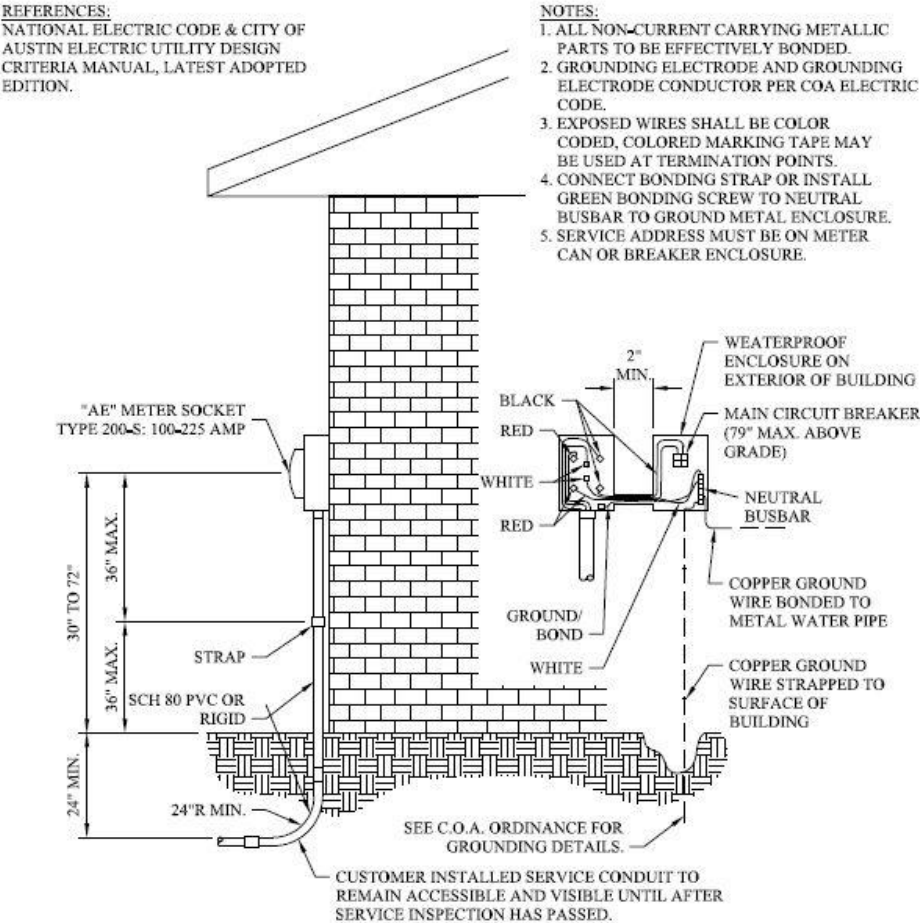 REFERENCES:
NATIONAL ELECTRIC CODE & CITY OF
AUSTIN ELECTRIC UTILITY DESIGN
CRITERIA MANUAL, LATEST ADOPTED
EDITION.
NOTES:
1. ALL NON-CURRENT CARRYING METALLIC
PARTS TO BE EFFECTIVELY BONDED.
2. GROUNDING ELECTRODE AND GROUNDING
ELECTRODE CONDUCTOR PER COA ELECTRIC
CODE.
3. EXPOSED WIRES SHALL BE COLOR
CODED, COLORED MARKING TAPE MAY
BE USED AT TERMINATION POINTS.
4. CONNECT BONDING STRAP OR INSTALL
GREEN BONDING SCREW TO NEUTRAL
BUSBAR TO GROUND METAL ENCLOSURE.
5. SERVICE ADDRESS MUST BE ON METER
CAN OR BREAKER ENCLOSURE.
"AE" METER SOCKET
TYPE 200-S: 100-225 AMP
30" TO 72"
36" MAX.
36" MAX.
24" MIN.
STRAP
SCH 80 PVC OR
RIGID
24"R MIN.
2"
MIN.
BLACK
RED
WHITE
RED
GROUND/
BOND
WHITE
WEATERPROOF
ENCLOSURE ON
EXTERIOR OF BUILDING
MAIN CIRCUIT BREAKER
(79" MAX. ABOVE
GRADE)
NEUTRAL
BUSBAR
COPPER GROUND
WIRE BONDED TO
METAL WATER PIPE
COPPER GROUND
WIRE STRAPPED TO
SURFACE OF
BUILDING
SEE C.O.A. ORDINANCE FOR
GROUNDING DETAILS.
CUSTOMER INSTALLED SERVICE CONDUIT TO
REMAIN ACCESSIBLE AND VISIBLE UNTIL AFTER
SERVICE INSPECTION HAS PASSED.